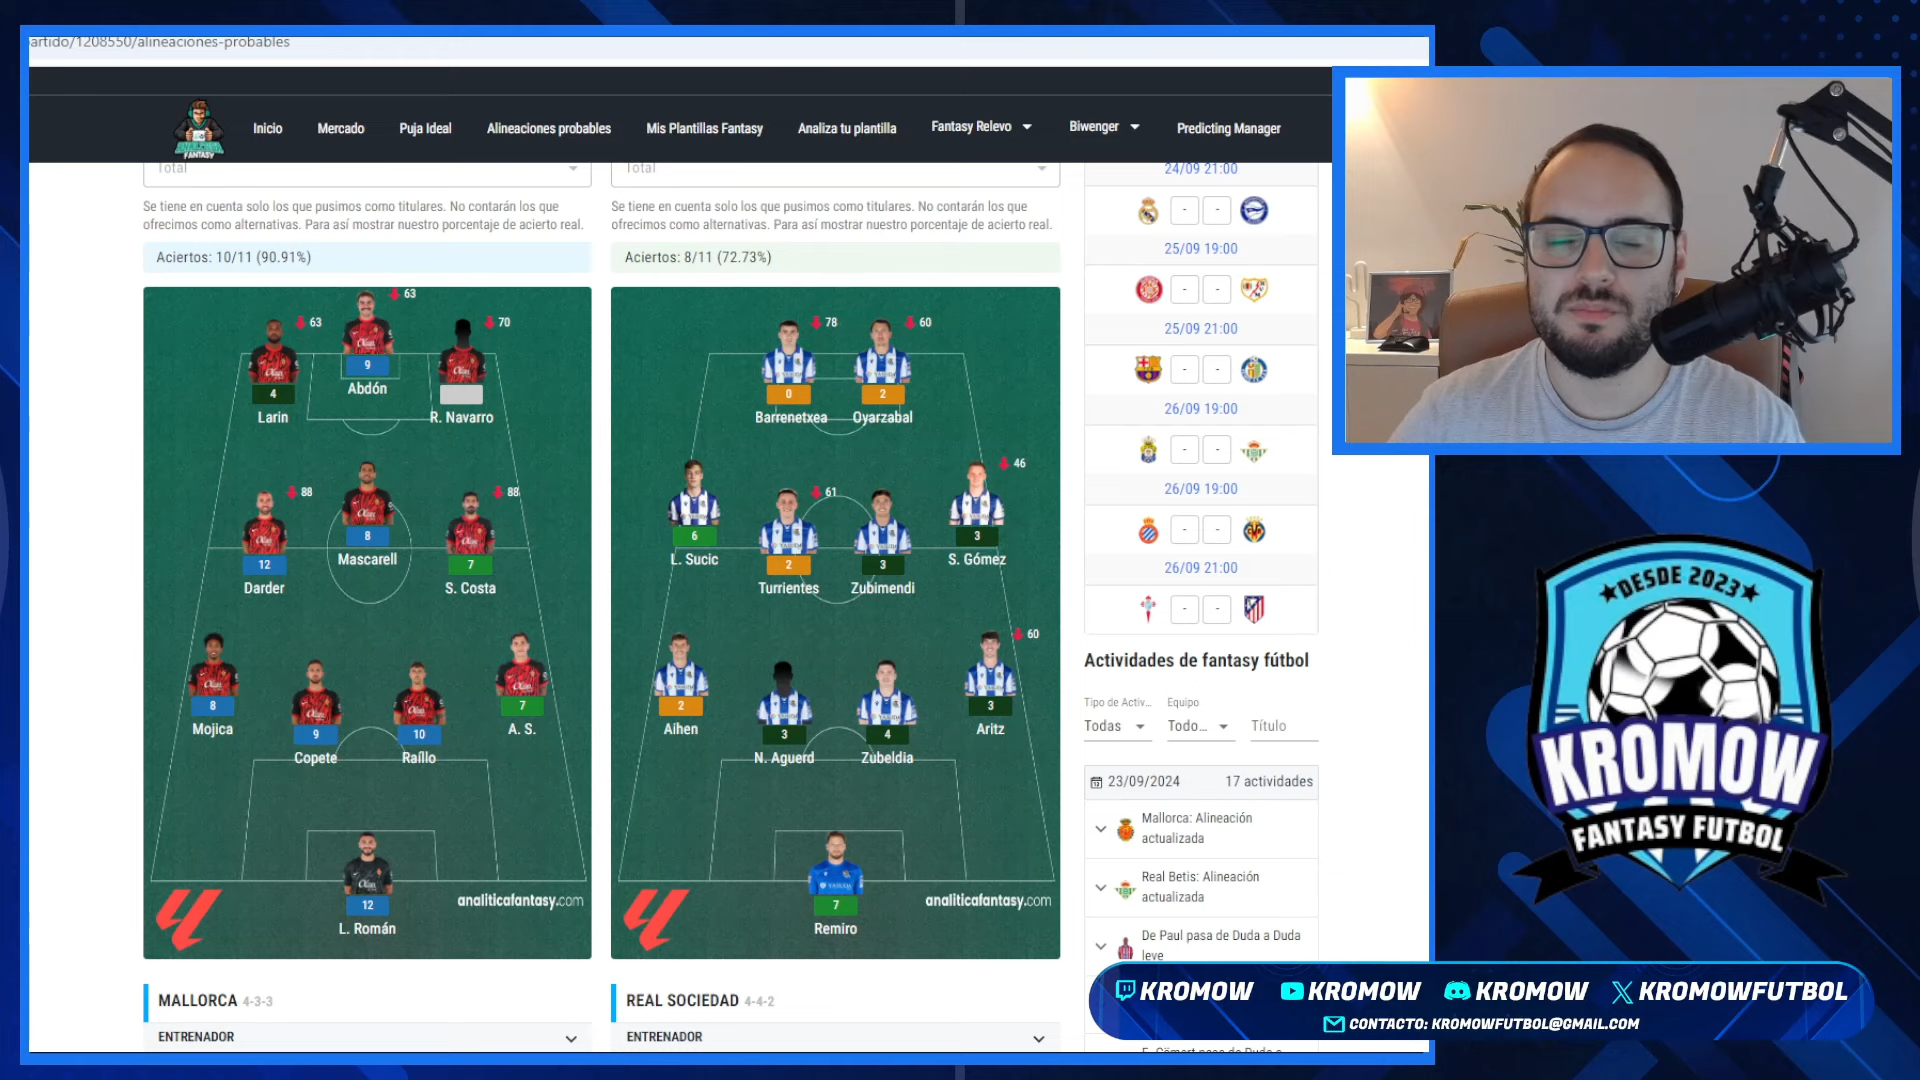 artido/1208550/alineaciones-probables
ANALITICA
FANTASY
Inicio
Mercado
Puja Ideal
Alineaciones probables
Mis Plantillas Fantasy
Analiza tu plantilla
Fantasy Relevo
Biwenger
Predicting Manager
Total
Total
Se tiene en cuenta solo los que pusimos como titulares. No contarán los que
ofrecimos como alternativas. Para así mostrar nuestro porcentaje de acierto real.
Se tiene en cuenta solo los que pusimos como titulares. No contarán los que
ofrecimos como alternativas. Para así mostrar nuestro porcentaje de acierto real.
Aciertos: 10/11 (90.91%)
Aciertos: 8/11 (72.73%)
63
63
70
4
9
Larin
Abdón
R. Navarro
88
88
12
8
7
Darder
Mascarell
S. Costa
8
9
10
7
Mojica
Copete
Raíllo
A. S.
12
L. Román
analiticafantasy.com
78
60
0
2
Barrenetxea
Oyarzabal
61
46
6
2
3
3
L. Sucic
Turrientes
Zubimendi
S. Gómez
60
2
3
4
3
Aihen
N. Aguerd
Zubeldia
Aritz
7
Remiro
analiticafantasy.com
MALLORCA 4-3-3
ENTRENADOR
REAL SOCIEDAD 4-4-2
ENTRENADOR
24/09 21:00
- -
25/09 19:00
- -
25/09 21:00
- -
26/09 19:00
- -
26/09 19:00
- -
26/09 21:00
- -
Actividades de fantasy fútbol
Tipo de Activ...
Equipo
Todas
Todo...
Título
23/09/2024
17 actividades
Mallorca: Alineación
actualizada
Real Betis: Alineación
actualizada
De Paul pasa de Duda a Duda
leve
DESDE 2023
KROMOW
FANTASY FUTBOL
KROMOW
KROMOW
KROMOW
KROMOWFUTBOL
CONTACTO: KROMOWFUTBOL@GMAIL.COM